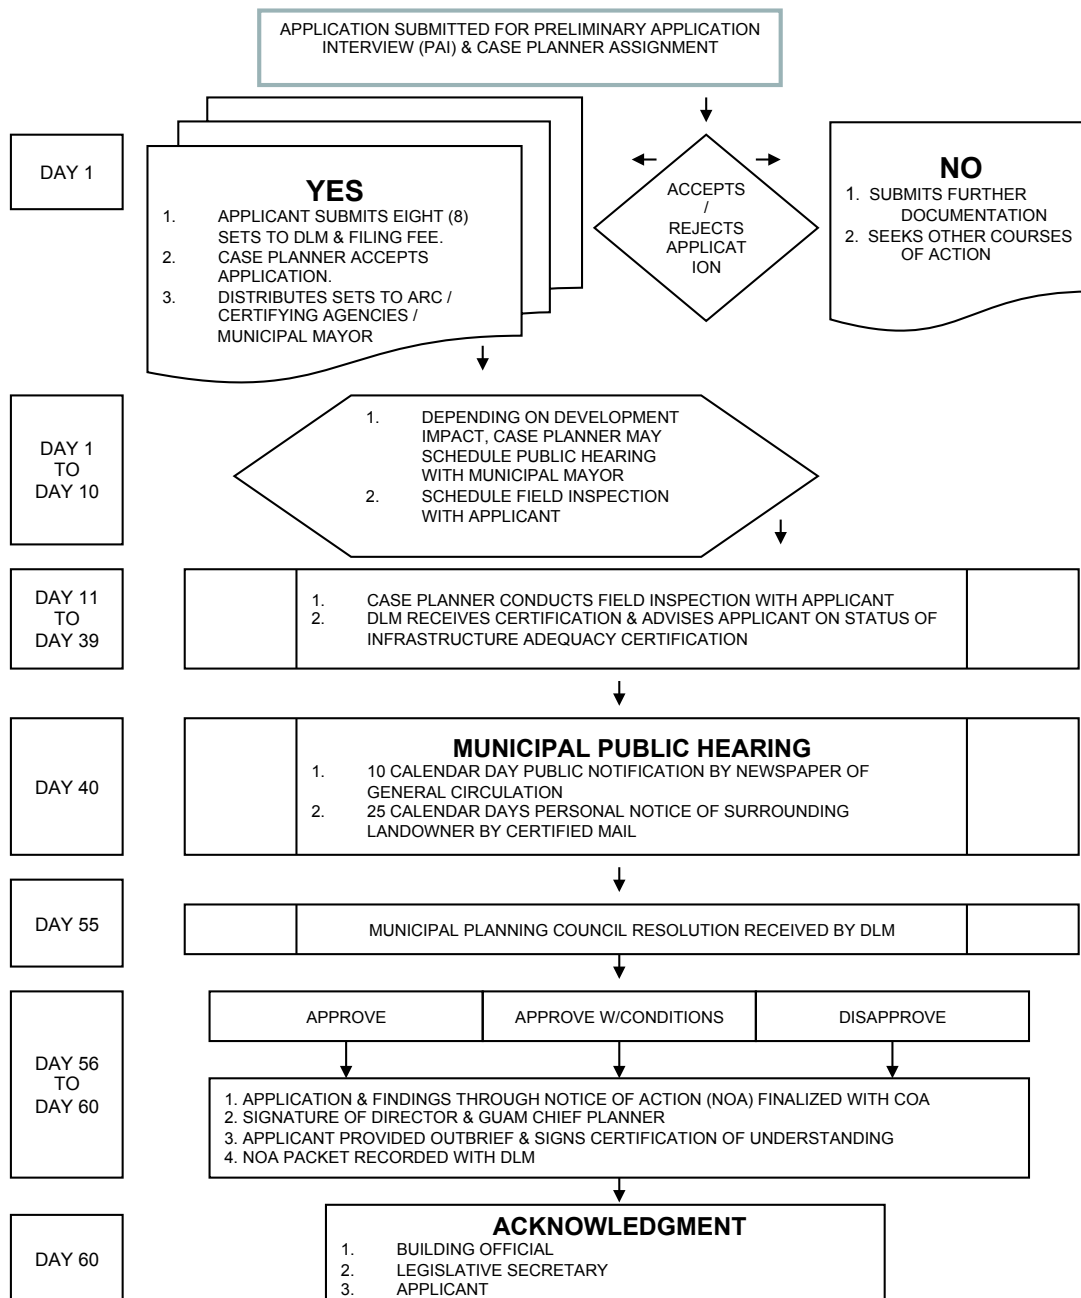 APPLICATION SUBMITTED FOR PRELIMINARY APPLICATION
INTERVIEW (PAI) & CASE PLANNER ASSIGNMENT
DAY 1
YES
1. APPLICANT SUBMITS EIGHT (8)
SETS TO DLM & FILING FEE.
2. CASE PLANNER ACCEPTS
APPLICATION.
3. DISTRIBUTES SETS TO ARC /
CERTIFYING AGENCIES /
MUNICIPAL MAYOR
ACCEPTS
/
REJECTS
APPLICAT
ION
NO
1. SUBMITS FURTHER
DOCUMENTATION
2. SEEKS OTHER COURSES
OF ACTION
DAY 1
TO
DAY 10
1. DEPENDING ON DEVELOPMENT
IMPACT, CASE PLANNER MAY
SCHEDULE PUBLIC HEARING
WITH MUNICIPAL MAYOR
2. SCHEDULE FIELD INSPECTION
WITH APPLICANT
DAY 11
TO
DAY 39
1. CASE PLANNER CONDUCTS FIELD INSPECTION WITH APPLICANT
2. DLM RECEIVES CERTIFICATION & ADVISES APPLICANT ON STATUS OF
INFRASTRUCTURE ADEQUACY CERTIFICATION
DAY 40
MUNICIPAL PUBLIC HEARING
1. 10 CALENDAR DAY PUBLIC NOTIFICATION BY NEWSPAPER OF
GENERAL CIRCULATION
2. 25 CALENDAR DAYS PERSONAL NOTICE OF SURROUNDING
LANDOWNER BY CERTIFIED MAIL
DAY 55
MUNICIPAL PLANNING COUNCIL RESOLUTION RECEIVED BY DLM
DAY 56
TO
DAY 60
APPROVE
APPROVE W/CONDITIONS
DISAPPROVE
1. APPLICATION & FINDINGS THROUGH NOTICE OF ACTION (NOA) FINALIZED WITH COA
2. SIGNATURE OF DIRECTOR & GUAM CHIEF PLANNER
3. APPLICANT PROVIDED OUTBRIEF & SIGNS CERTIFICATION OF UNDERSTANDING
4. NOA PACKET RECORDED WITH DLM
DAY 60
ACKNOWLEDGMENT
1. BUILDING OFFICIAL
2. LEGISLATIVE SECRETARY
3. APPLICANT